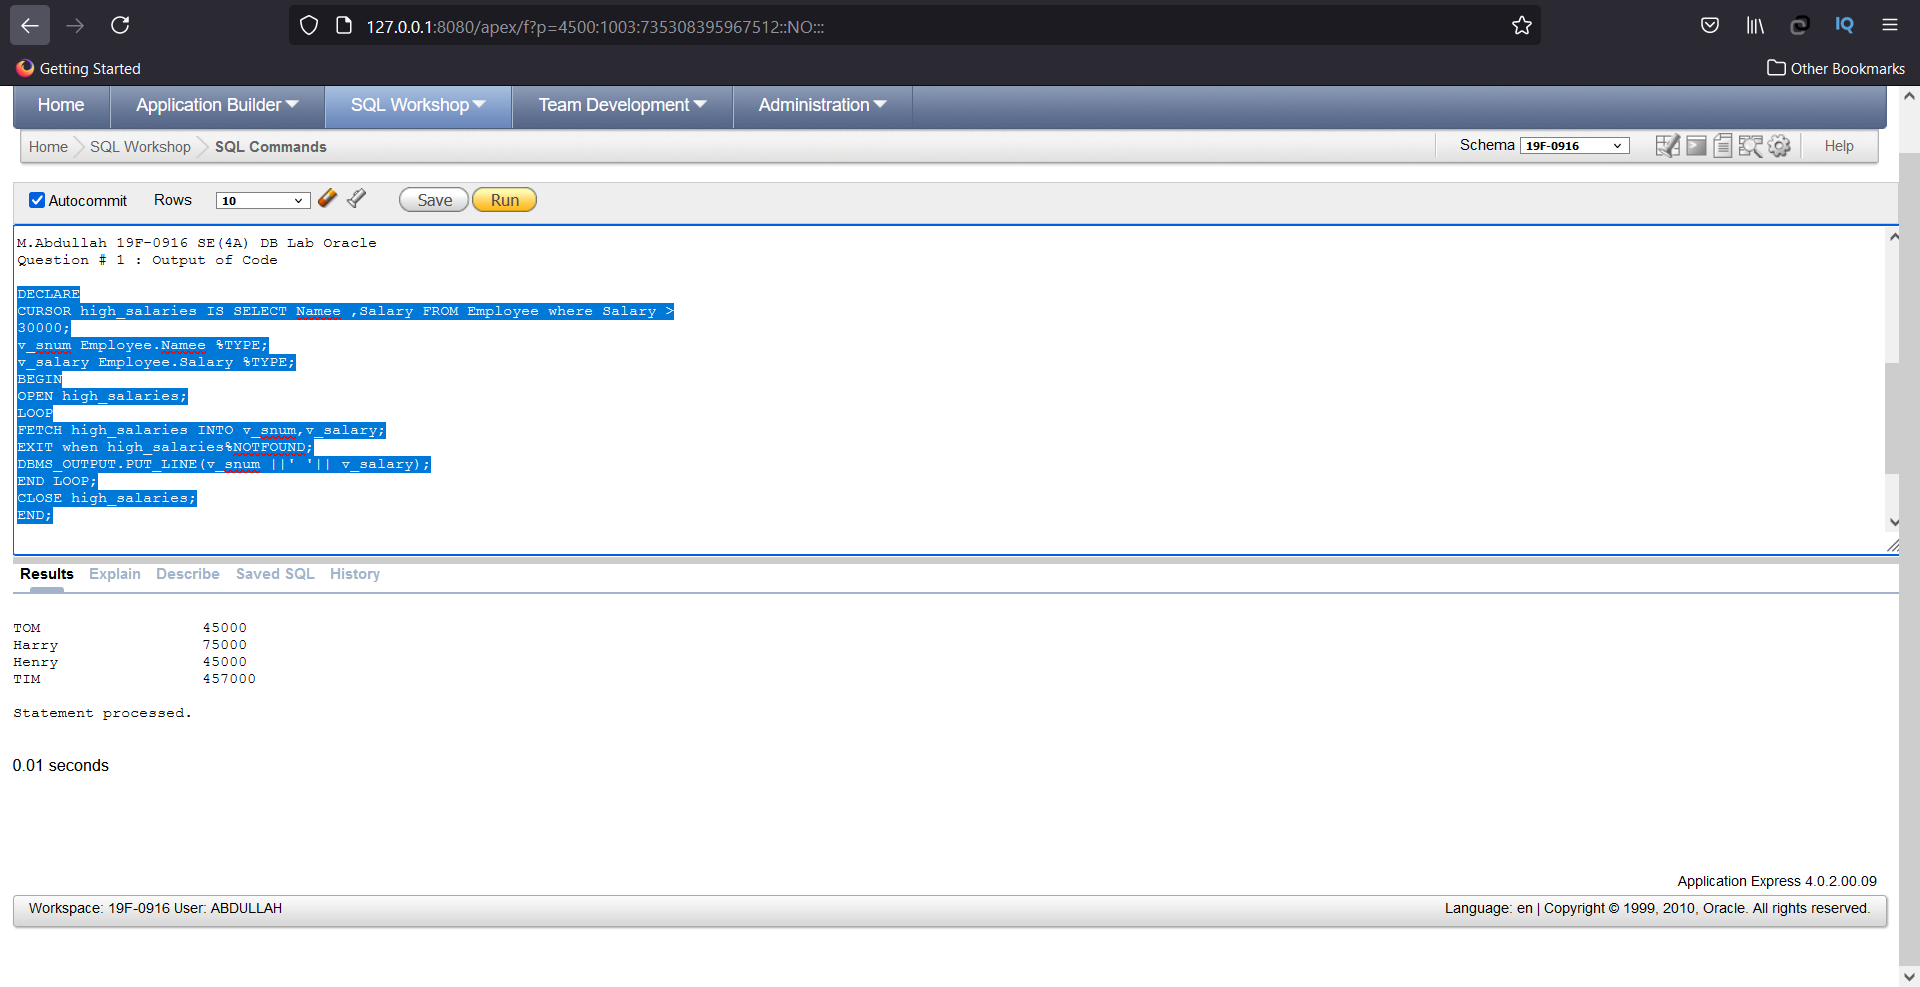 127.0.0.1:8080/apex/f?p=4500:1003:735308395967512::NO:::
IQ
Getting Started
Other Bookmarks
Home Application Builder SQL Workshop Team Development Administration
Home SQL Workshop SQL Commands
Schema 19F-0916 Help
Autocommit Rows 10 Save Run
M.Abdullah 19F-0916 SE(4A) DB Lab Oracle
Question # 1 : Output of Code
DECLARE
CURSOR high_salaries IS SELECT Namee ,Salary FROM Employee where Salary >
30000;
v_snum Employee.Namee %TYPE;
v_salary Employee.Salary %TYPE;
BEGIN
OPEN high_salaries;
LOOP
FETCH high_salaries INTO v_snum,v_salary;
EXIT when high_salaries%NOTFOUND;
DBMS_OUTPUT.PUT_LINE(v_snum ||' '|| v_salary);
END LOOP;
CLOSE high_salaries;
END;
Results Explain Describe Saved SQL History
TOM 45000
Harry 75000
Henry 45000
TIM 457000
Statement processed.
0.01 seconds
Application Express 4.0.2.00.09
Workspace: 19F-0916 User: ABDULLAH
Language: en | Copyright © 1999, 2010, Oracle. All rights reserved.